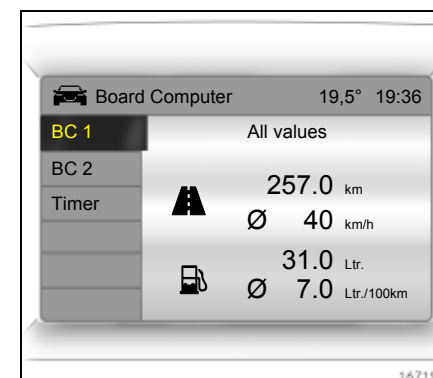 Board Computer 19,5° 19:36
BC 1 All values
BC 2
Timer
257.0 km
Ø 40 km/h
31.0 Ltr.
Ø 7.0 Ltr./100km